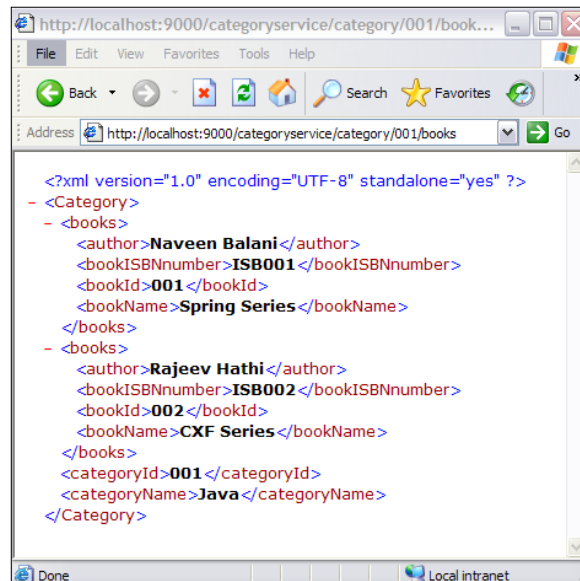 http://localhost:9000/categoryservice/category/001/book...
File Edit View Favorites Tools Help
Back Search Favorites »
Address http://localhost:9000/categoryservice/category/001/books Go
<?xml version="1.0" encoding="UTF-8" standalone="yes" ?>
- <Category>
- <books>
<author>Naveen Balani</author>
<bookISBNnumber>ISB001</bookISBNnumber>
<bookId>001</bookId>
<bookName>Spring Series</bookName>
</books>
- <books>
<author>Rajeev Hathi</author>
<bookISBNnumber>ISB002</bookISBNnumber>
<bookId>002</bookId>
<bookName>CXF Series</bookName>
</books>
<categoryId>001</categoryId>
<categoryName>Java</categoryName>
</Category>
Done Local intranet